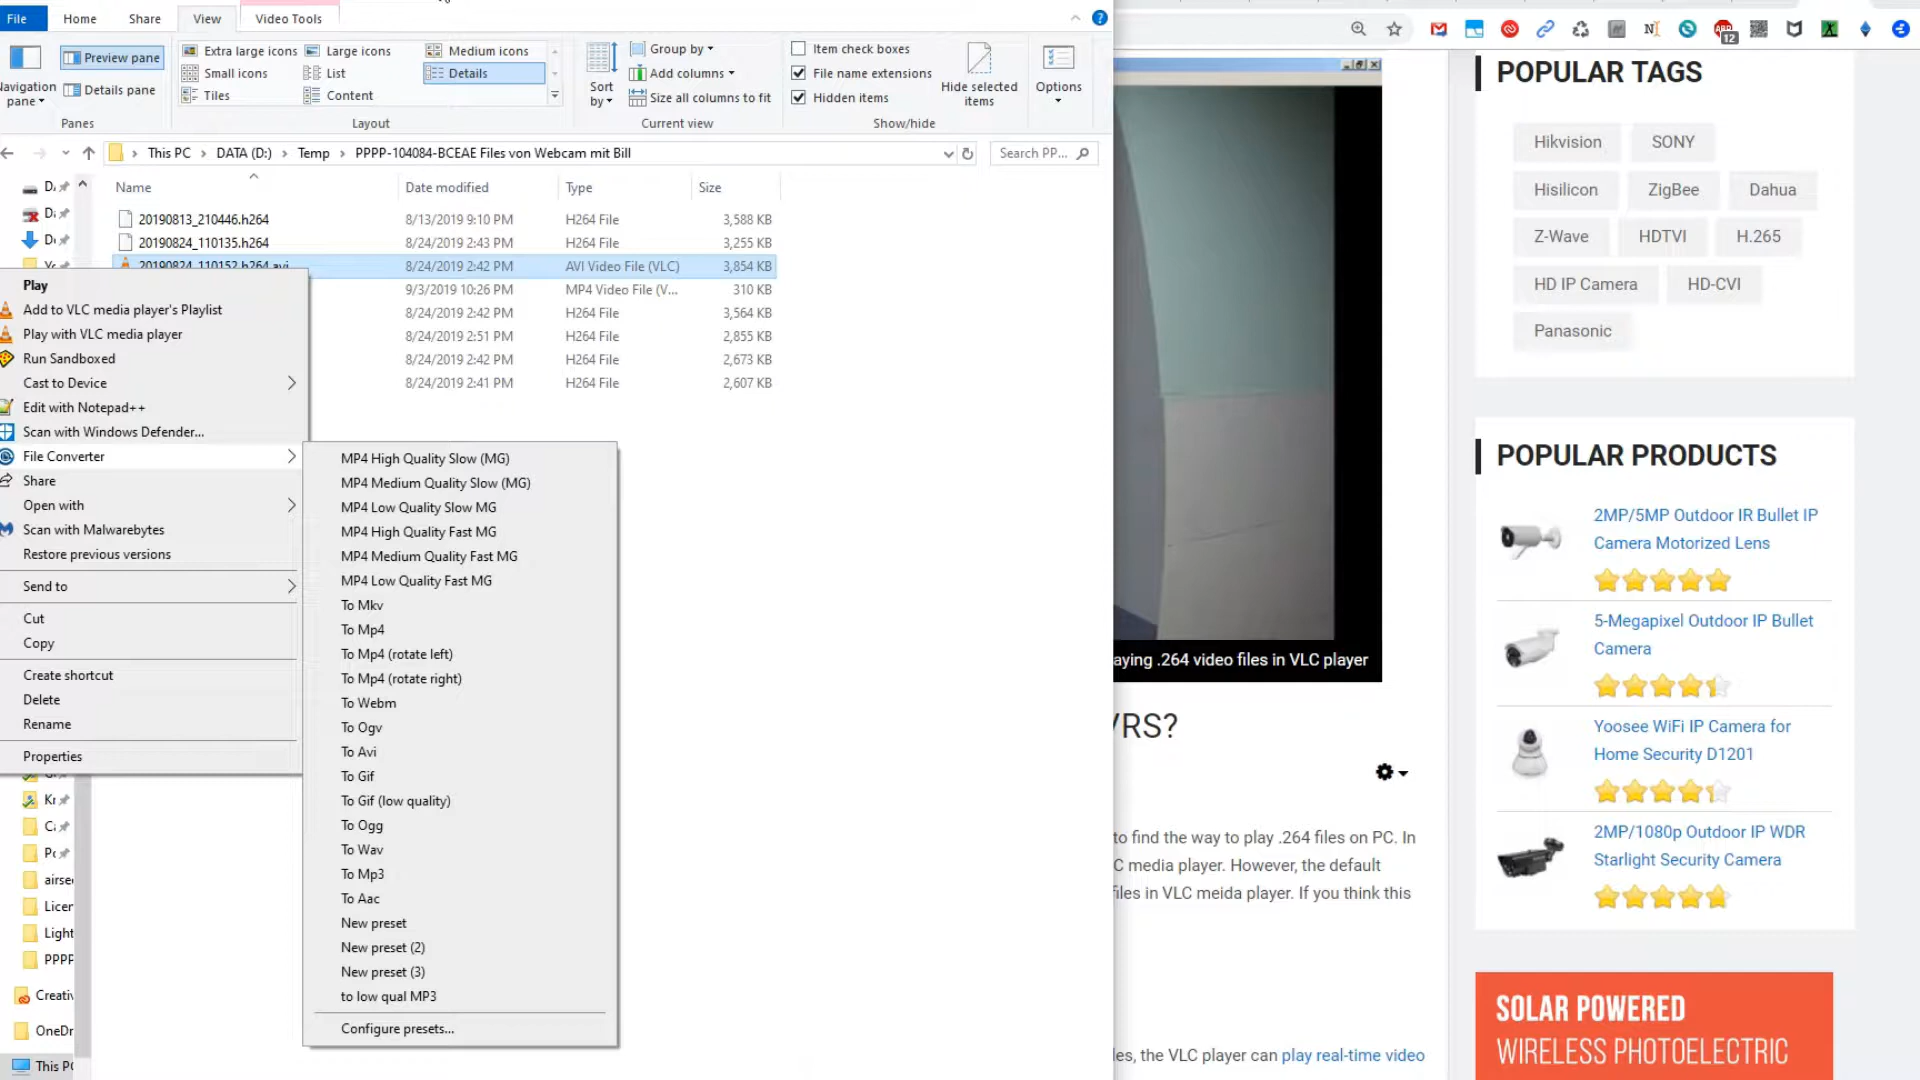 File Home Share View Video Tools
Extra large icons Large icons Medium icons
Small icons List Details
Tiles Content
Preview pane
Details pane
Navigation
pane
Panes
Layout
Sort
by
Group by
Add columns
Size all columns to fit
Current view
Item check boxes
File name extensions
Hidden items
Hide selected
items
Show/hide
Options
12
This PC DATA (D:) Temp PPPP-104084-BCEAE Files von Webcam mit Bill
Search PP...
Name Date modified Type Size
20190813_210446.h264 8/13/2019 9:10 PM H264 File 3,588 KB
20190824_110135.h264 8/24/2019 2:43 PM H264 File 3,255 KB
20190824_110152.h264.avi 8/24/2019 2:42 PM AVI Video File (VLC) 3,854 KB
9/3/2019 10:26 PM MP4 Video File (V... 310 KB
8/24/2019 2:42 PM H264 File 3,564 KB
8/24/2019 2:51 PM H264 File 2,855 KB
8/24/2019 2:42 PM H264 File 2,673 KB
8/24/2019 2:41 PM H264 File 2,607 KB
Play
Add to VLC media player's Playlist
Play with VLC media player
Run Sandboxed
Cast to Device
Edit with Notepad++
Scan with Windows Defender...
File Converter
Share
Open with
Scan with Malwarebytes
Restore previous versions
Send to
Cut
Copy
Create shortcut
Delete
Rename
Properties
airse
Licen
Light
PPPP
Creativ
OneDr
This PC
MP4 High Quality Slow (MG)
MP4 Medium Quality Slow (MG)
MP4 Low Quality Slow MG
MP4 High Quality Fast MG
MP4 Medium Quality Fast MG
MP4 Low Quality Fast MG
To Mkv
To Mp4
To Mp4 (rotate left)
To Mp4 (rotate right)
To Webm
To Ogv
To Avi
To Gif
To Gif (low quality)
To Ogg
To Wav
To Mp3
To Aac
New preset
New preset (2)
New preset (3)
to low qual MP3
Configure presets...
aying .264 video files in VLC player
VRS?
to find the way to play .264 files on PC. In
C media player. However, the default
files in VLC meida player. If you think this
les, the VLC player can play real-time video
POPULAR TAGS
Hikvision SONY
Hisilicon ZigBee Dahua
Z-Wave HDTVI H.265
HD IP Camera HD-CVI
Panasonic
POPULAR PRODUCTS
2MP/5MP Outdoor IR Bullet IP
Camera Motorized Lens
5-Megapixel Outdoor IP Bullet
Camera
Yoosee WiFi IP Camera for
Home Security D1201
2MP/1080p Outdoor IP WDR
Starlight Security Camera
SOLAR POWERED
WIRELESS PHOTOELECTRIC